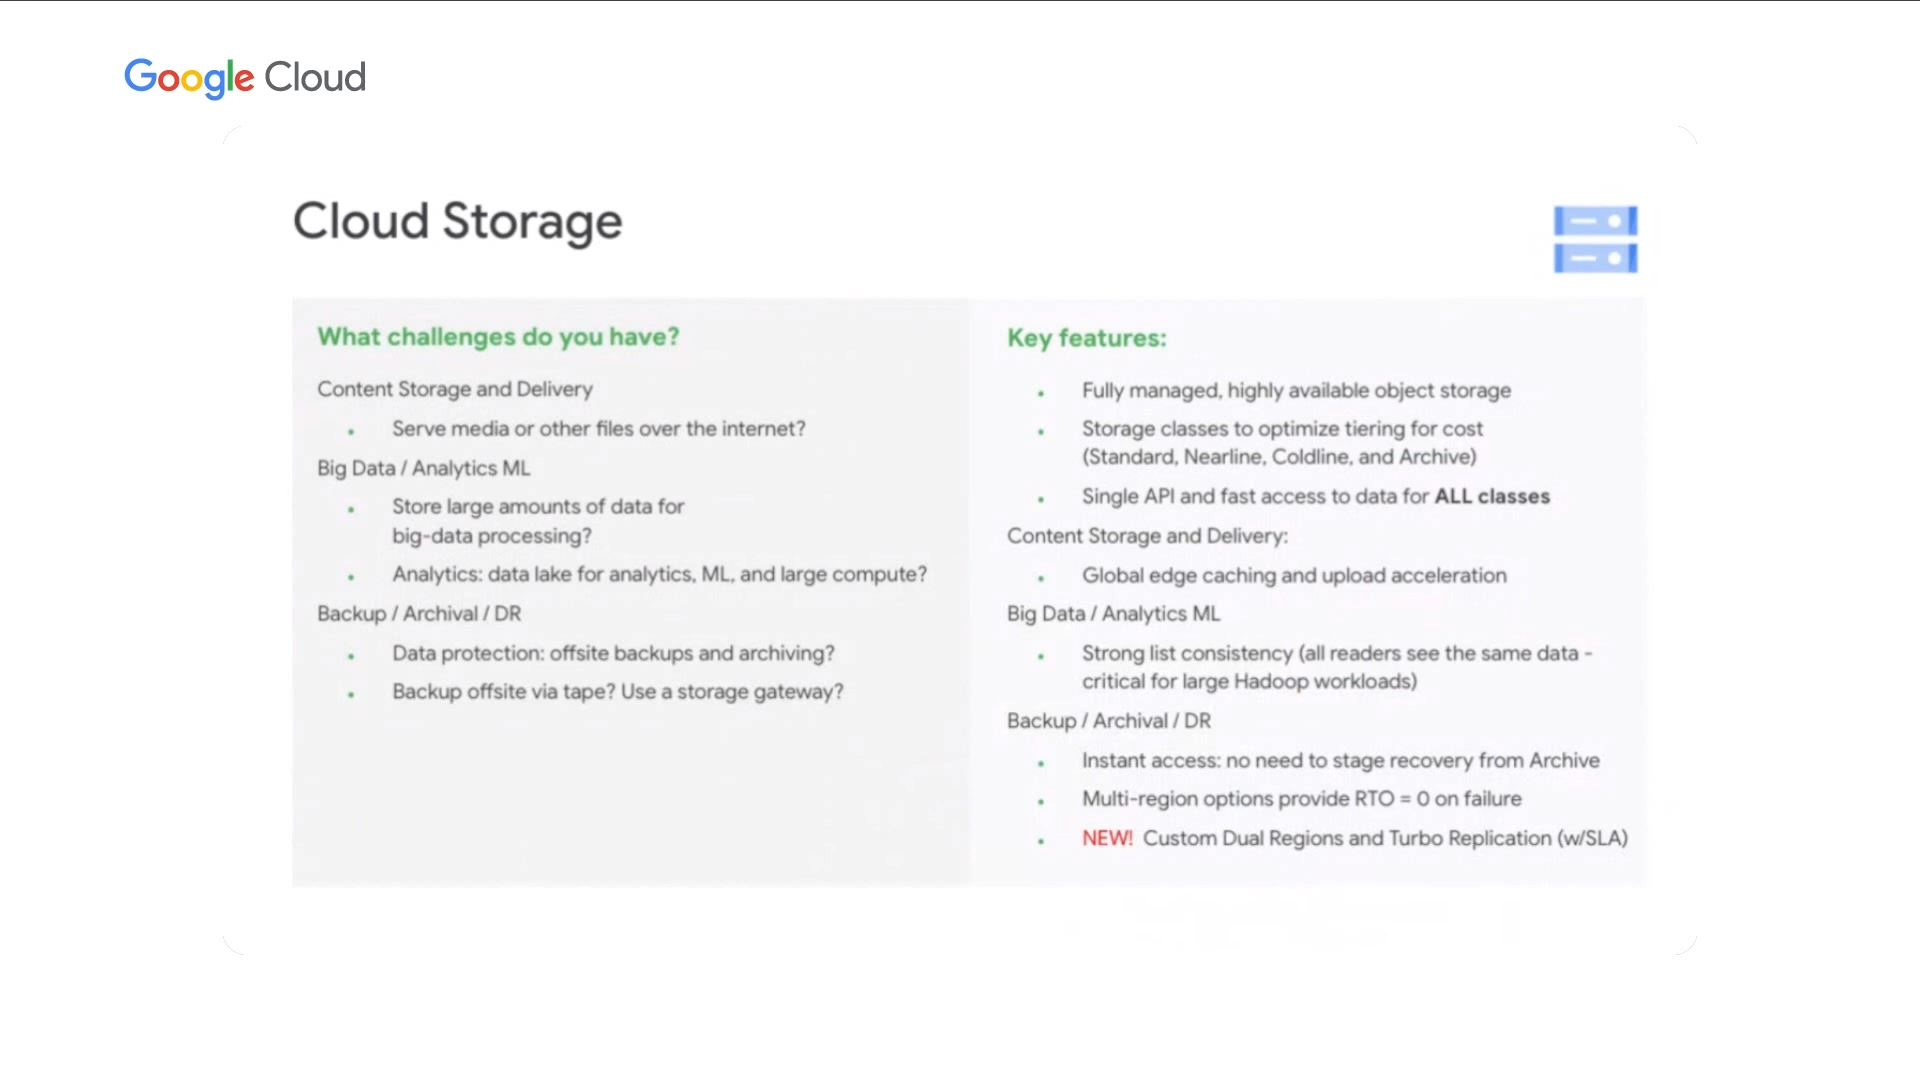 Google Cloud
Cloud Storage
What challenges do you have?
Content Storage and Delivery
• Serve media or other files over the internet?
Big Data / Analytics ML
• Store large amounts of data for
big-data processing?
• Analytics: data lake for analytics, ML, and large compute?
Backup / Archival / DR
• Data protection: offsite backups and archiving?
• Backup offsite via tape? Use a storage gateway?
Key features:
• Fully managed, highly available object storage
• Storage classes to optimize tiering for cost
(Standard, Nearline, Coldline, and Archive)
• Single API and fast access to data for ALL classes
Content Storage and Delivery:
• Global edge caching and upload acceleration
Big Data / Analytics ML
• Strong list consistency (all readers see the same data -
critical for large Hadoop workloads)
Backup / Archival / DR
• Instant access: no need to stage recovery from Archive
• Multi-region options provide RTO = 0 on failure
• NEW! Custom Dual Regions and Turbo Replication (w/SLA)